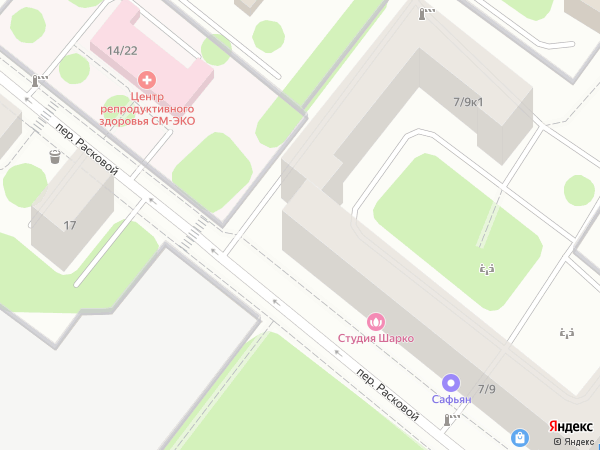 14/22
Центр
репродуктивного
здоровья СМ-ЭКО
7/9к1
пер. Расковой
17
Студия Шарко
пер. Расковой
7/9
Сафьян
Яндекс
© Яндекс